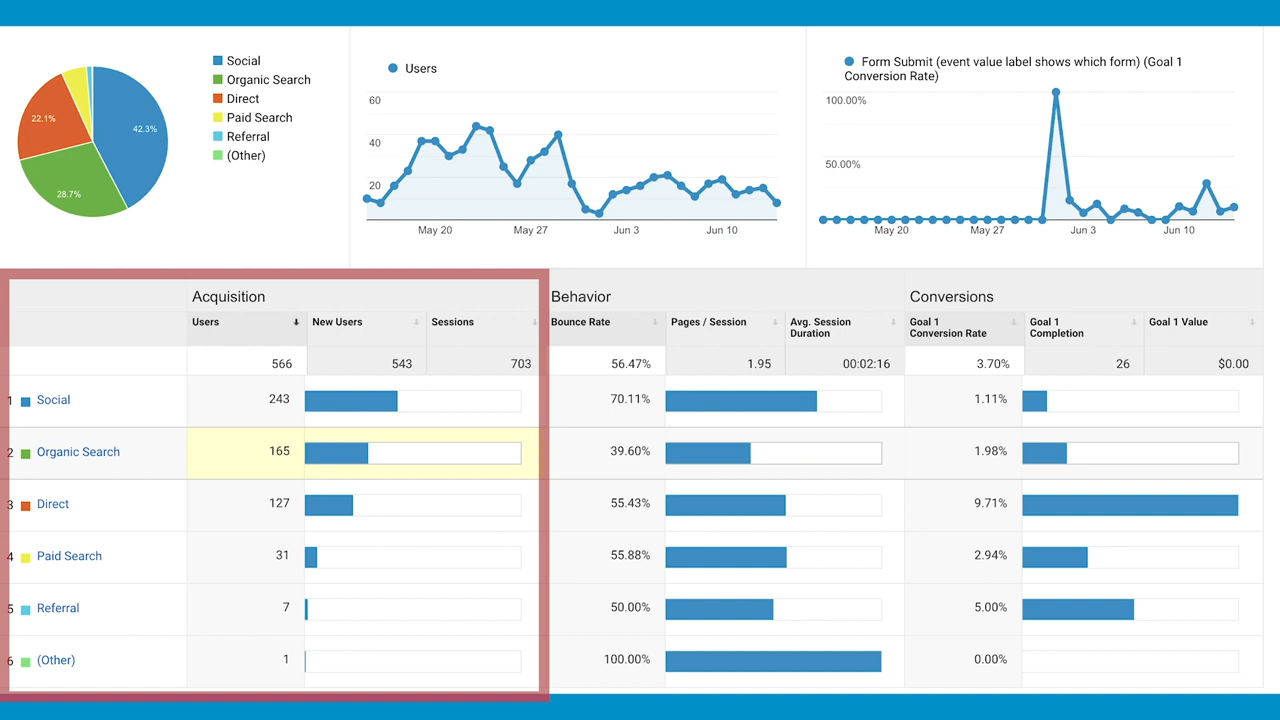 Social
Organic Search
Direct
Paid Search
Referral
(Other)
42.3%
22.1%
28.7%
Users
60
40
20
May 20 May 27 Jun 3 Jun 10
Form Submit (event value label shows which form) (Goal 1
Conversion Rate)
100.00%
50.00%
May 20 May 27 Jun 3 Jun 10
Acquisition Behavior Conversions
Users New Users Sessions Bounce Rate Pages / Session Avg. Session Duration Goal 1 Conversion Rate Goal 1 Completion Goal 1 Value
566 543 703 56.47% 1.95 00:02:16 3.70% 26 $0.00
1 Social 243 70.11% 1.11%
2 Organic Search 165 39.60% 1.98%
3 Direct 127 55.43% 9.71%
4 Paid Search 31 55.88% 2.94%
5 Referral 7 50.00% 5.00%
6 (Other) 1 100.00% 0.00%